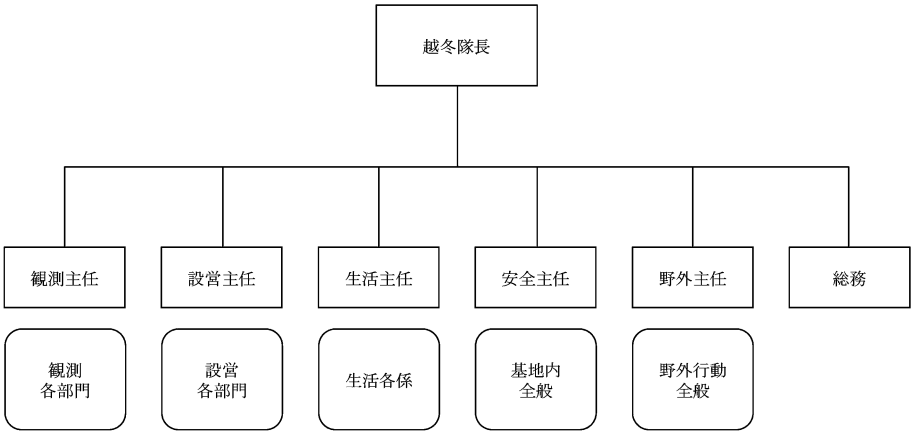 越冬隊長
観測主任
設営主任
生活主任
安全主任
野外主任
総務
観測
各部門
設営
各部門
生活各係
基地内
全般
野外行動
全般